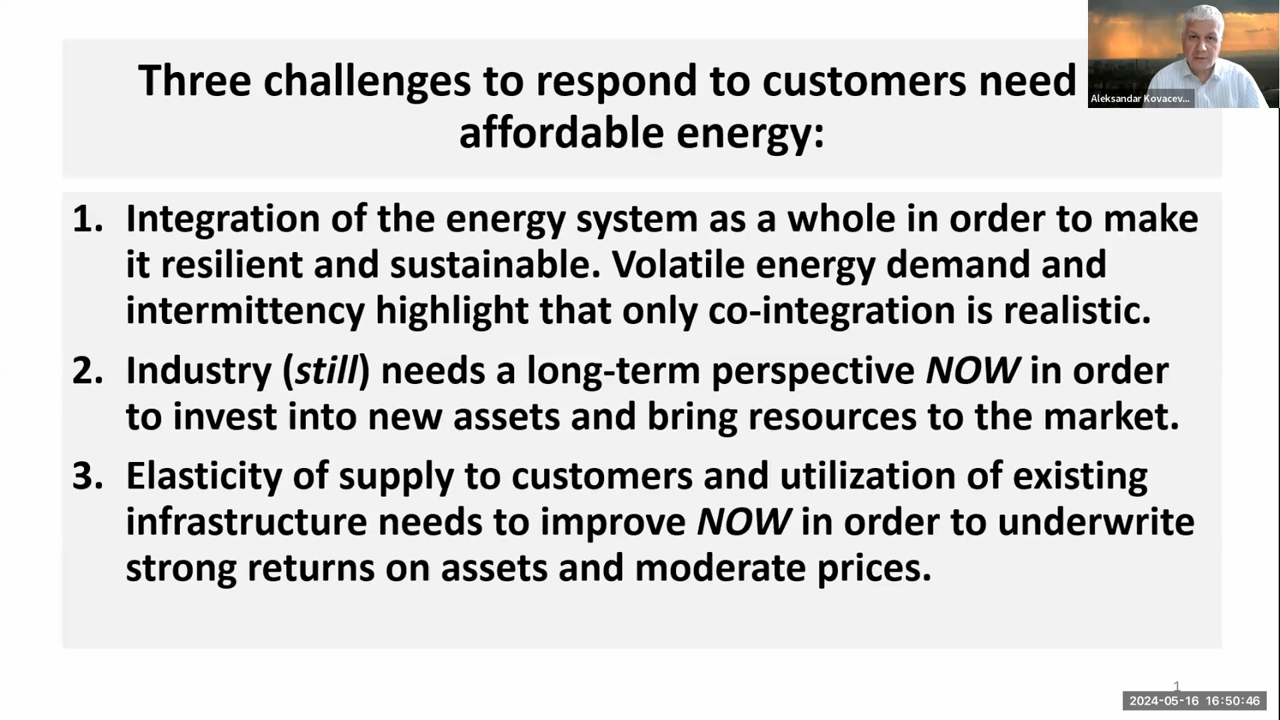 Three challenges to respond to customers need
affordable energy:
Aleksandar Kovacev...
1. Integration of the energy system as a whole in order to make
it resilient and sustainable. Volatile energy demand and
intermittency highlight that only co-integration is realistic.
2. Industry (still) needs a long-term perspective NOW in order
to invest into new assets and bring resources to the market.
3. Elasticity of supply to customers and utilization of existing
infrastructure needs to improve NOW in order to underwrite
strong returns on assets and moderate prices.
1
2024-05-16 16:50:46